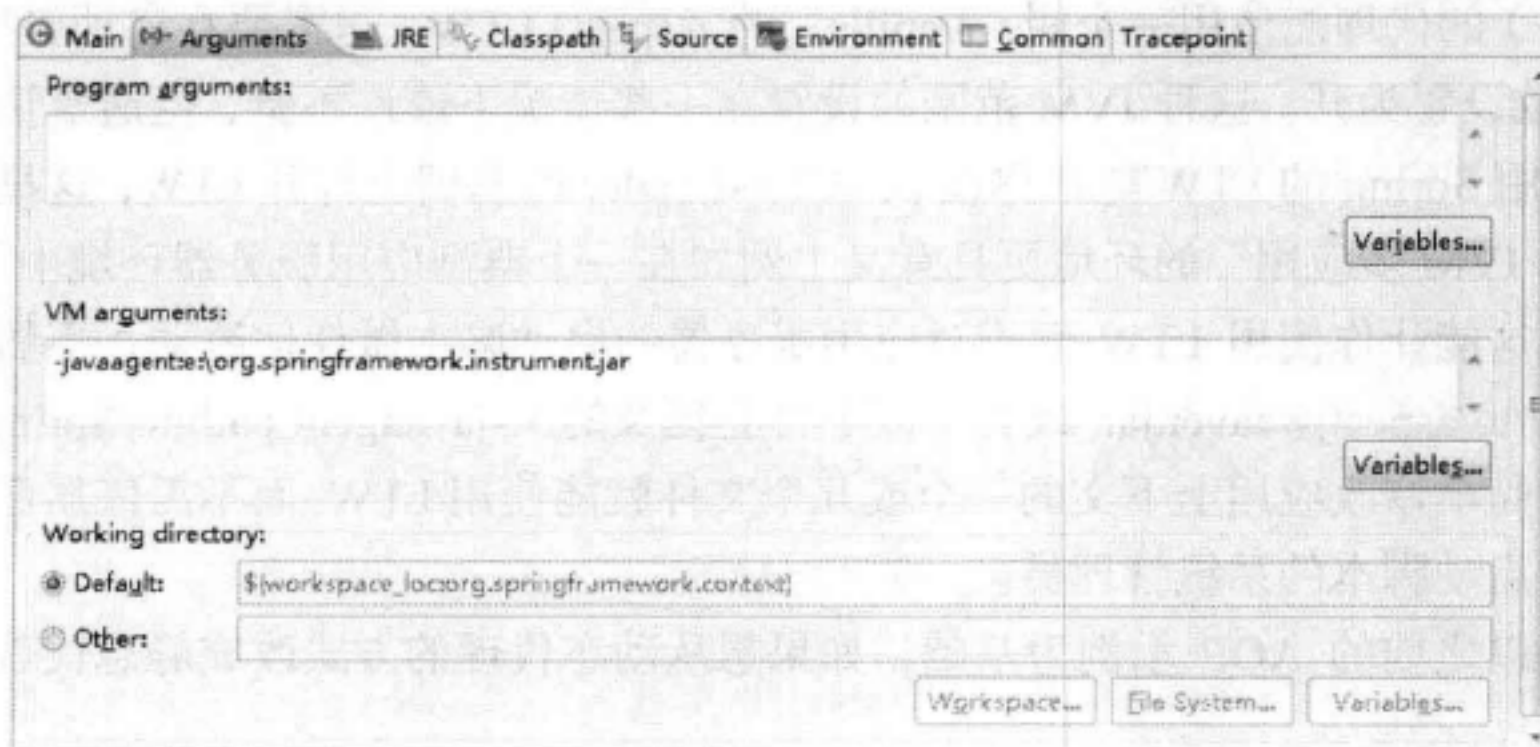 Main Arguments JRE Classpath Source Environment Common Tracepoint
Program arguments:
Variables...
VM arguments:
-javaagent:e:\org.springframework.instrument.jar
Variables...
Working directory:
Default: ${workspace_loc:org.springframework.context}
Other:
Workspace... File System... Variables...